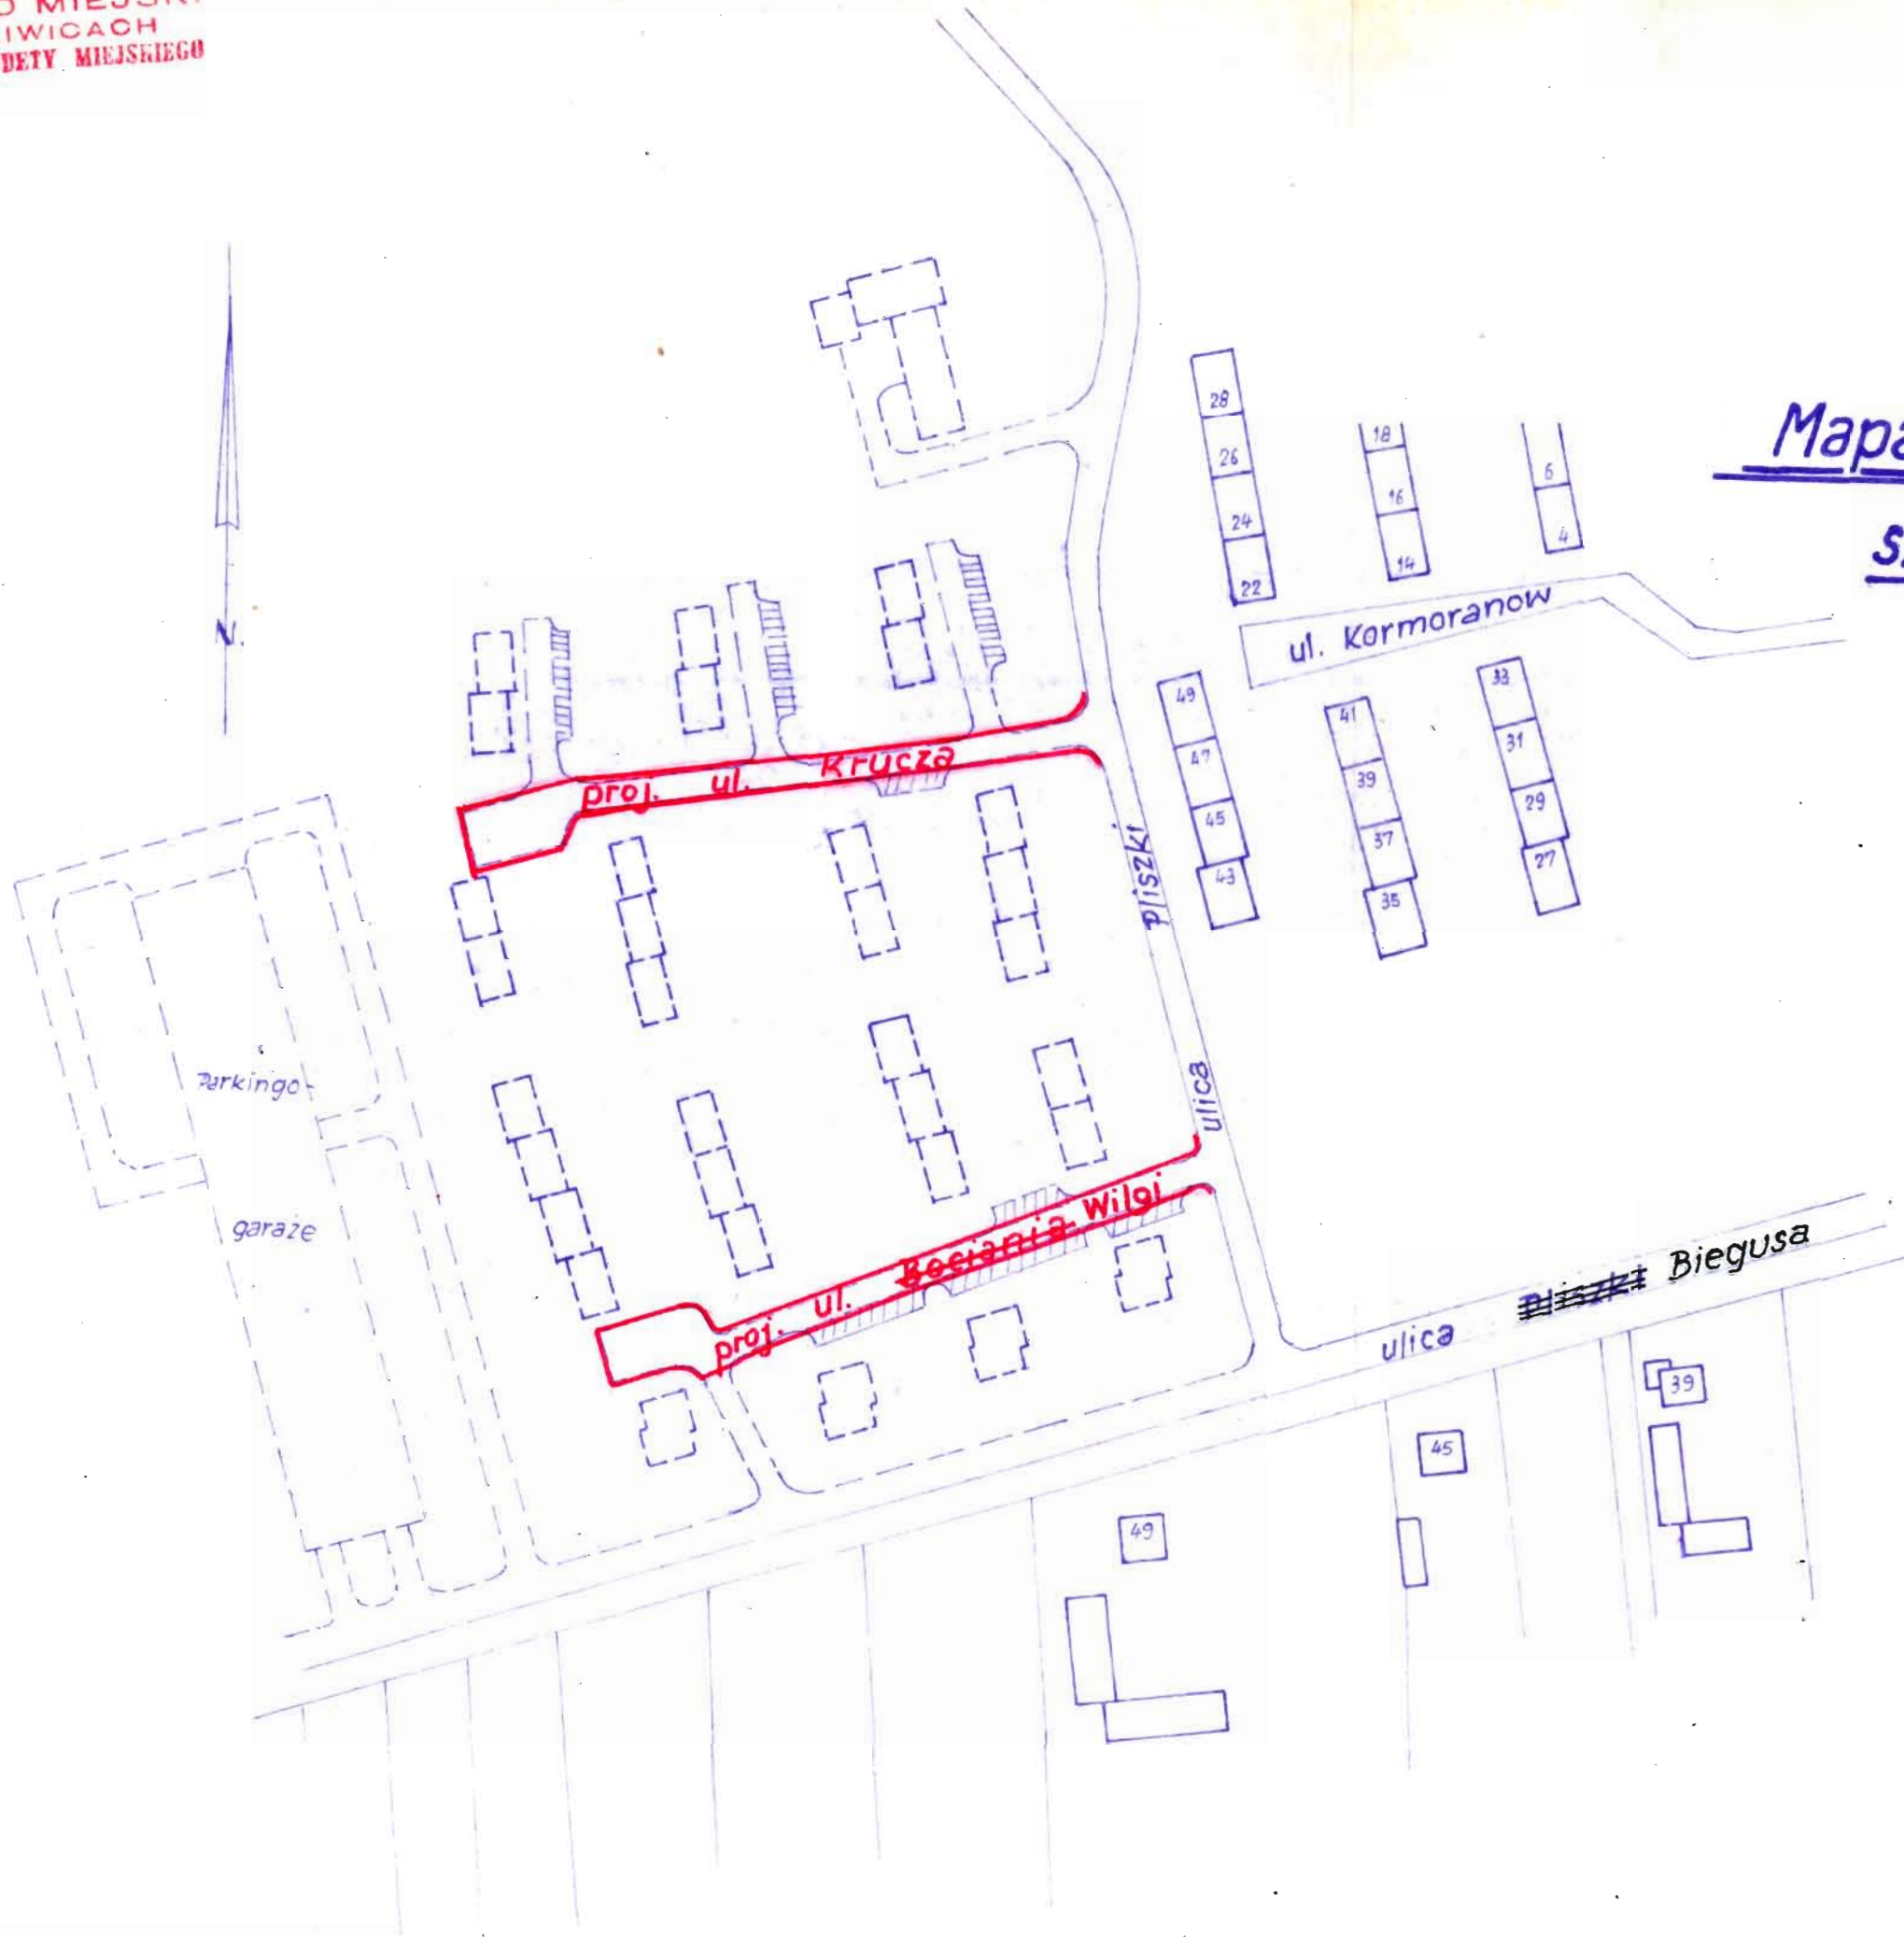 MIEJSKI
IWICACH
DETY MIEJSKIEGO
28
26
24
22
18
16
14
6
4
Mapa
s.
N.
ul. Kormoranow
49
47
45
43
41
39
37
35
33
31
29
27
proj. ul. Krucza
Pliszki
ulica
Parkingo-
garaże
proj. ul. Bociania Wilgi
ulica Pliszki Biegusa
39
45
49